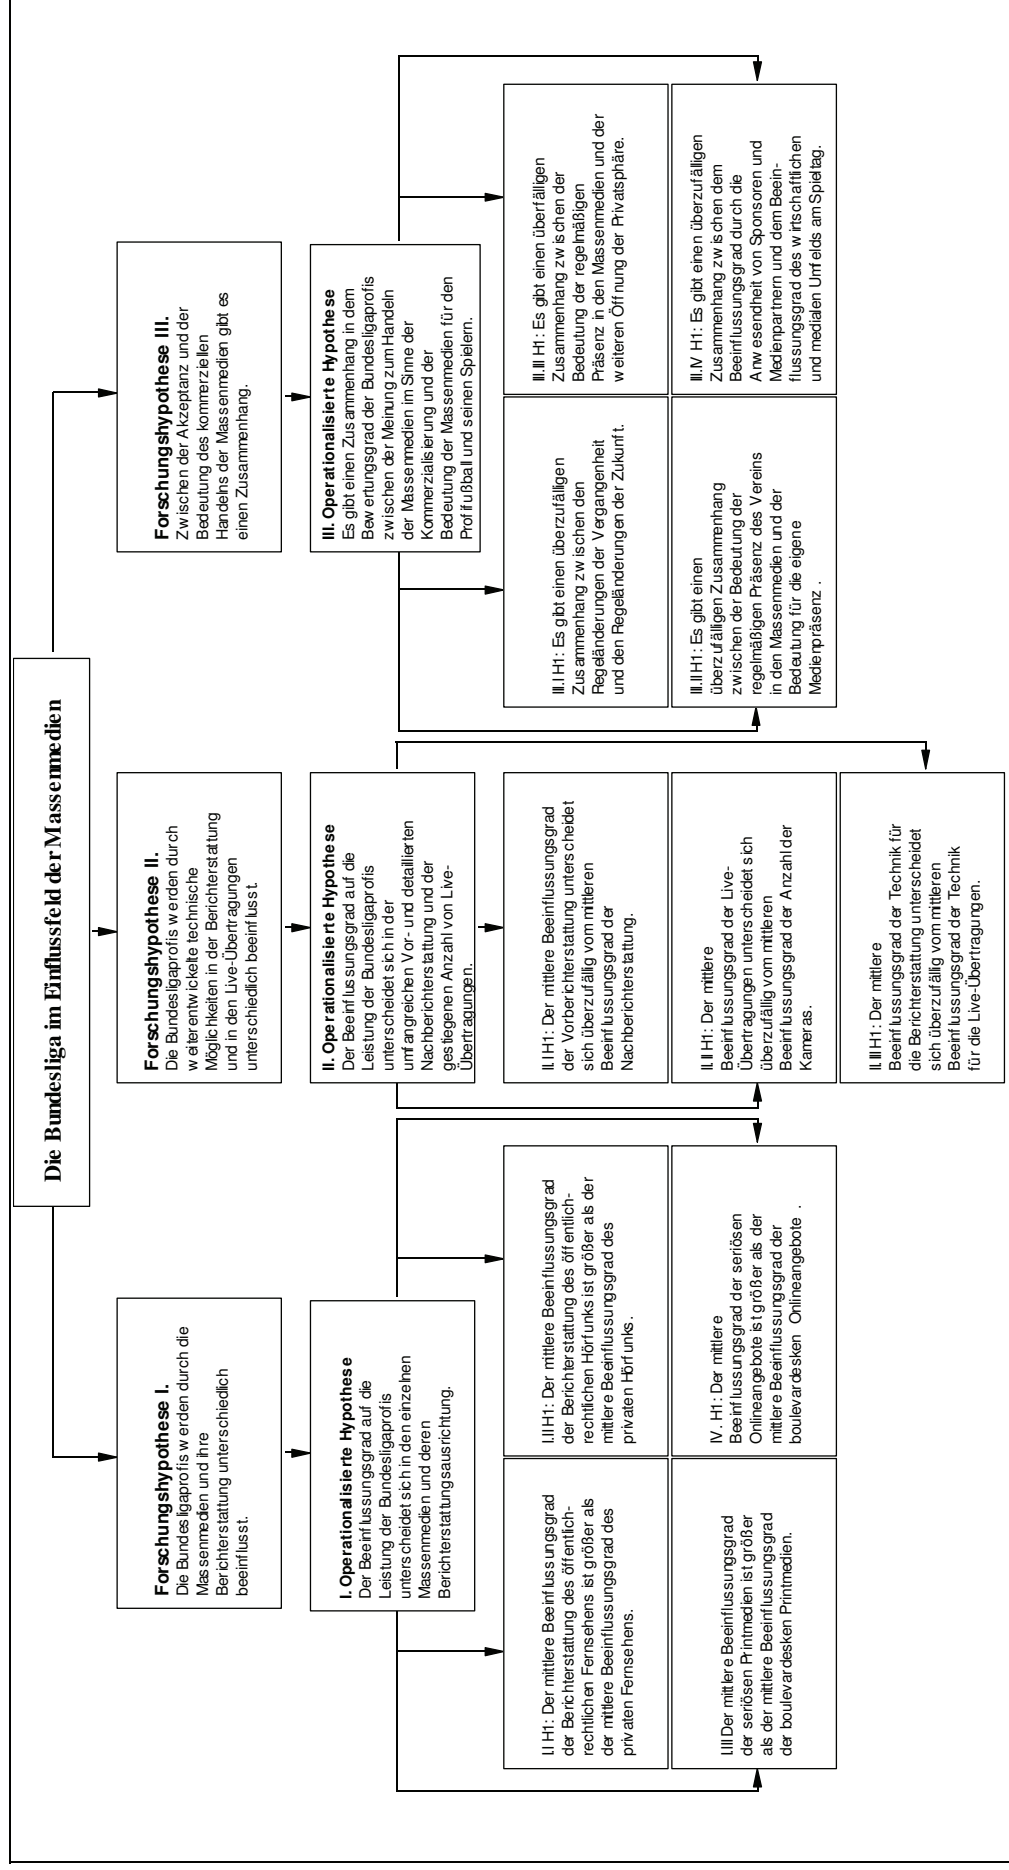 Die Bundesliga im Einflussfeld der Massenmedien
Forschungshypothese I.
Die Bundesligaprofis werden durch die
Massenmedien und ihre
Berichterstattung unterschiedlich
beeinflusst.
Forschungshypothese II.
Die Bundesligaprofis werden durch
weiterentwickelte technische
Möglichkeiten in der Berichterstattung
und in den Live-Übertragungen
unterschiedlich beeinflusst.
Forschungshypothese III.
Zwischen der Akzeptanz und der
Bedeutung des kommerziellen
Handelns der Massenmedien gibt es
einen Zusammenhang.
I. Operationalisierte Hypothese
Der Beeinflussungsgrad auf die
Leistung der Bundesligaprofis
unterscheidet sich in den einzelnen
Massenmedien und deren
Berichterstattungsausrichtung.
II. Operationalisierte Hypothese
Der Beeinflussungsgrad auf die
Leistung der Bundesligaprofis
unterscheidet sich in der
umfangreichen Vor- und detaillierten
Nachberichterstattung und der
gestiegenen Anzahl von Live-
Übertragungen.
III. Operationalisierte Hypothese
Es gibt einen Zusammenhang in dem
Bewertungsgrad der Bundesligaprofis
zwischen der Meinung zum Handeln
der Massenmedien im Sinne der
Kommerzialisierung und der
Bedeutung der Massenmedien für den
Profifußball und seinen Spielern.
I.I H1: Der mittlere Beeinflussungsgrad
der Berichterstattung des öffentlich-
rechtlichen Fernsehens ist größer als
der mittlere Beeinflussungsgrad des
privaten Fernsehens.
I.II H1: Der mittlere Beeinflussungsgrad
der Berichterstattung des öffentlich-
rechtlichen Hörfunks ist größer als der
mittlere Beeinflussungsgrad des
privaten Hörfunks.
II.I H1: Der mittlere Beeinflussungsgrad
der Vorberichterstattung unterscheidet
sich überzufällig vom mittleren
Beeinflussungsgrad der
Nachberichterstattung.
III.I H1: Es gibt einen überzufälligen
Zusammenhang zwischen den
Regeländerungen der Vergangenheit
und den Regeländerungen der Zukunft.
III.III H1: Es gibt einen überfälligen
Zusammenhang zwischen der
Bedeutung der regelmäßigen
Präsenz in den Massenmedien und der
weiteren Öffnung der Privatsphäre.
I.III Der mittlere Beeinflussungsgrad
der seriösen Printmedien ist größer
als der mittlere Beeinflussungsgrad
der boulevardesken Printmedien.
IV. H1: Der mittlere
Beeinflussungsgrad der seriösen
Onlineangebote ist größer als der
mittlere Beeinflussungsgrad der
boulevardesken Onlineangebote .
II. II H1: Der mittlere
Beeinflussungsgrad der Live-
Übertragungen unterscheidet sich
überzufällig vom mittleren
Beeinflussungsgrad der Anzahl der
Kameras.
III.II H1: Es gibt einen
überzufälligen Zusammenhang
zwischen der Bedeutung der
regelmäßigen Präsenz des Vereins
in den Massenmedien und der
Bedeutung für die eigene
Medienpräsenz .
III.IV H1: Es gibt einen überzufälligen
Zusammenhang zwischen dem
Beeinflussungsgrad durch die
Anwesendheit von Sponsoren und
Medienpartnern und dem Beein-
flussungsgrad des wirtschaftlichen
und medialen Umfelds am Spieltag.
II.III H1: Der mittlere
Beeinflussungsgrad der Technik für
die Berichterstattung unterscheidet
sich überzufällig vom mittleren
Beeinflussungsgrad der Technik
für die Live-Übertragungen.